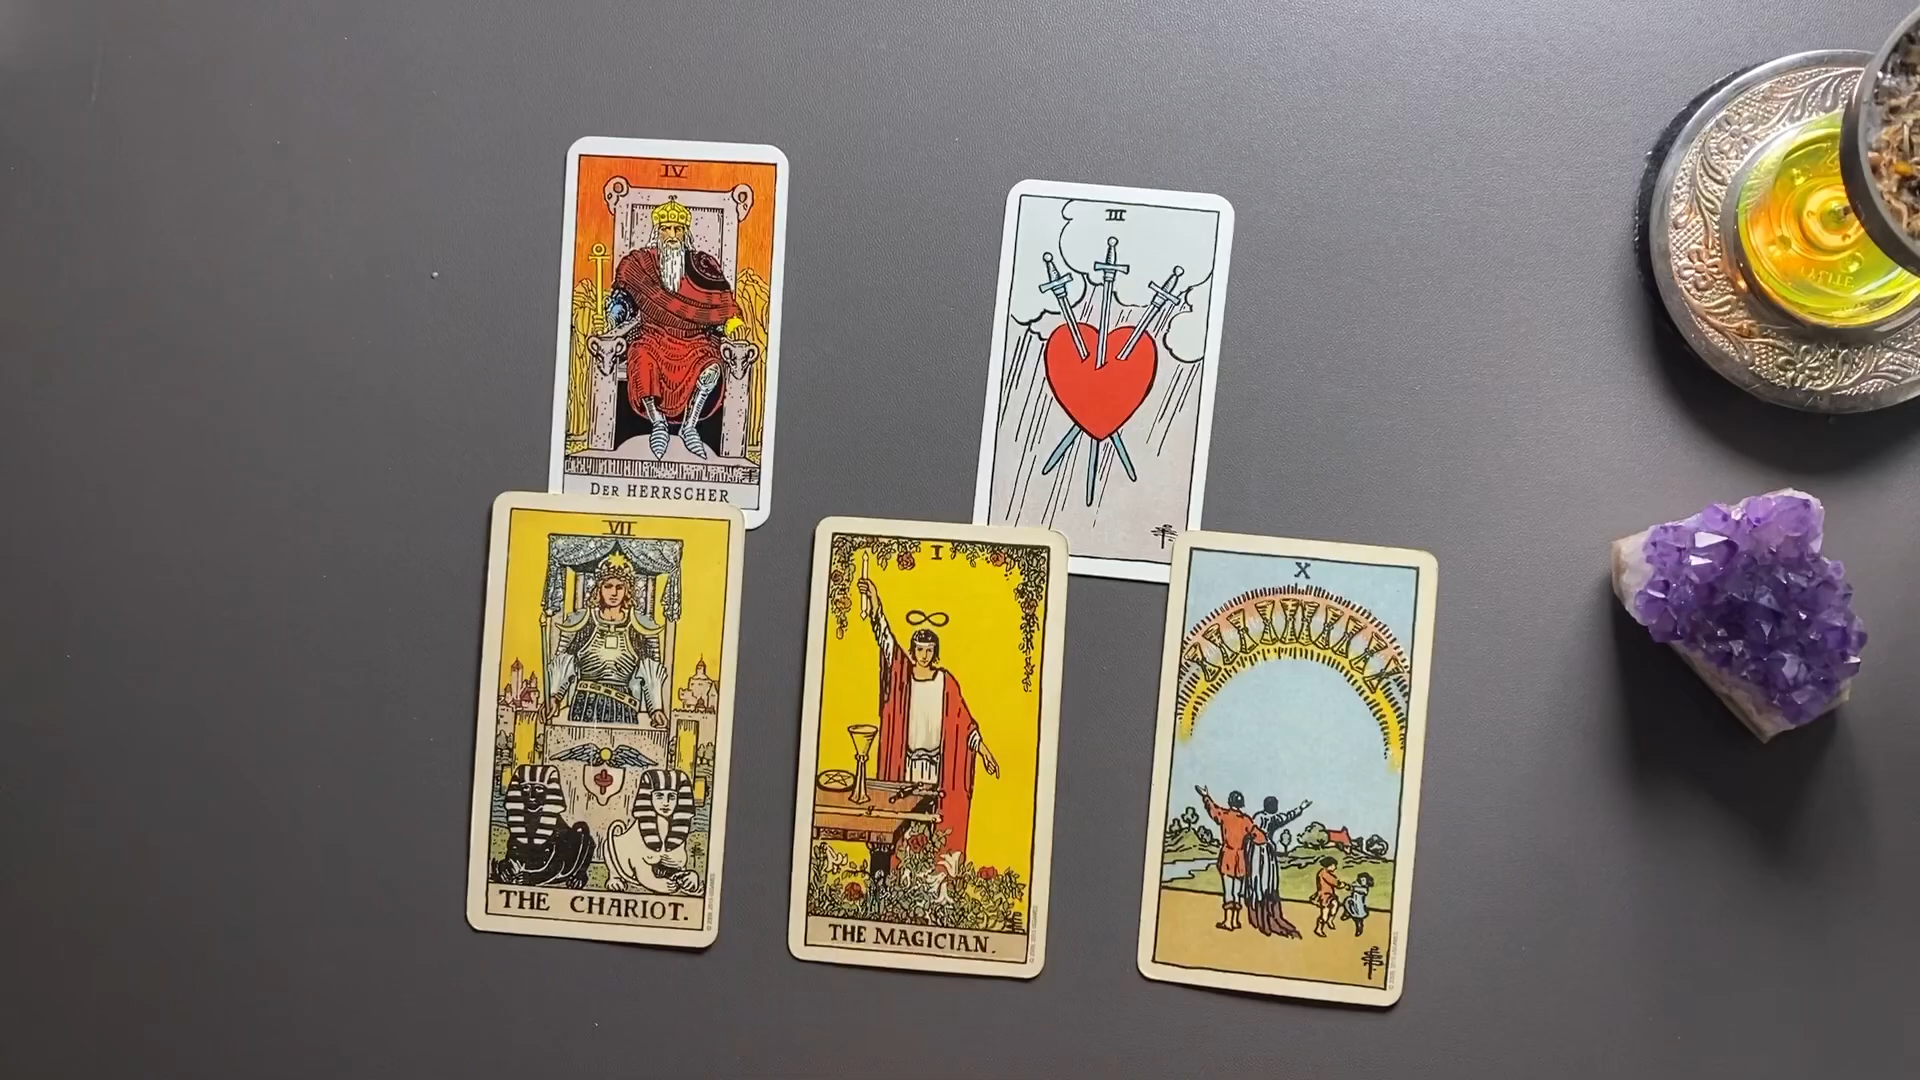 IV
DER HERRSCHER
III
VII
THE CHARIOT.
I
THE MAGICIAN.
X